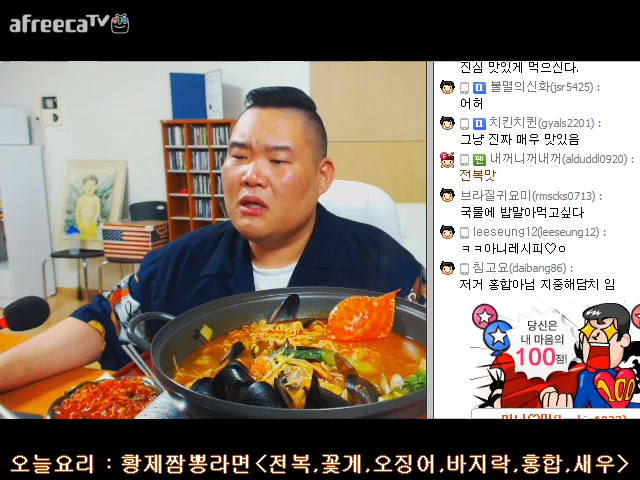 afreecaTV
진심 맛있게 먹으신다.
불멸의신화(jsr5425) :
어허
치킨치퀸(gyals2201) :
그냥 진짜 매우 맛있음
팬 내꺼니꺼내꺼(alduddl0920) :
전복맛
브라질귀요미(rmscks0713) :
국물에 밥말아먹고싶다
leeseung12(leeseung12) :
ㅋㅋ아니레시피♡ㅇ
침고요(daibang86) :
저거 홍합아님 지중해담치 임
당신은
내 마음의
100점!
오늘요리 : 황제짬뽕라면<전복,꽃게,오징어,바지락,홍합,새우>